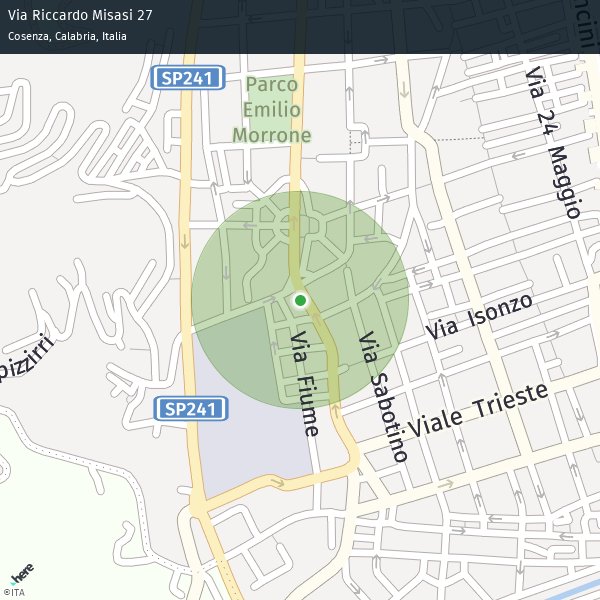 Via Riccardo Misasi 27
Cosenza, Calabria, Italia
SP241
Parco
Emilio
Morrone
Via 24 Maggio
Via Isonzo
Via Fiume
Via Sabotino
Viale Trieste
SP241
pizzirri
here
©ITA